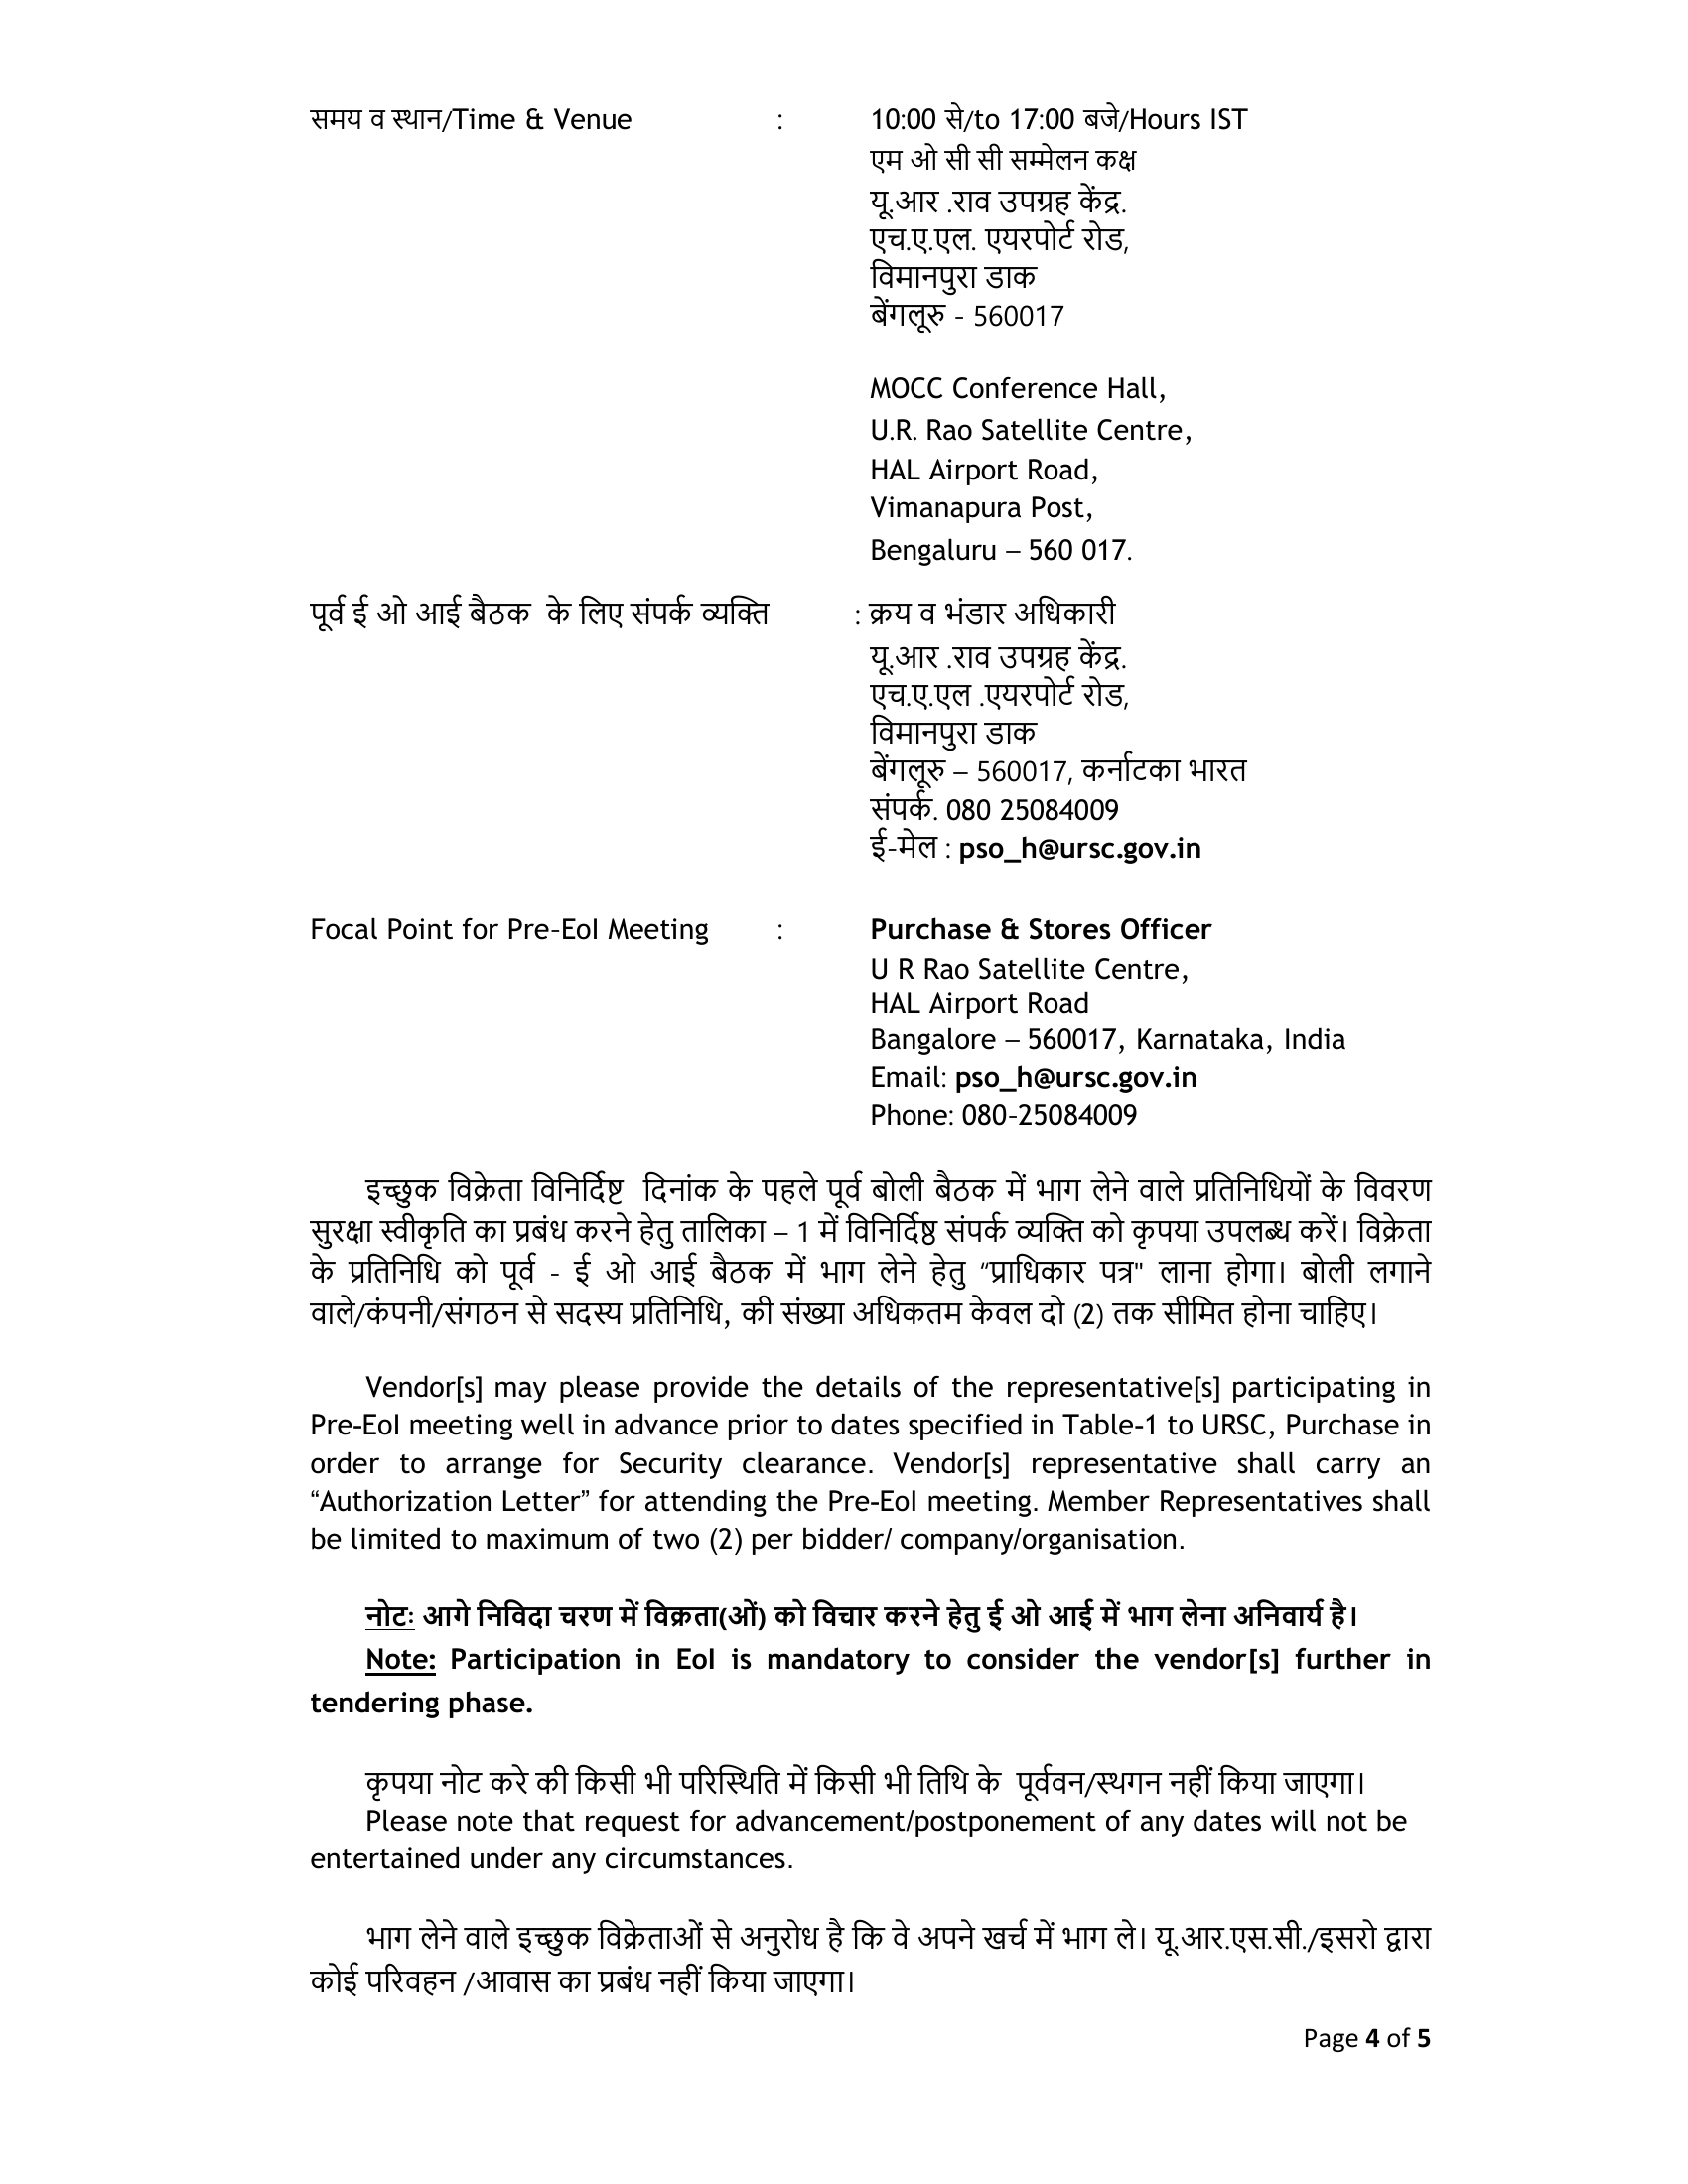 समय व स्थान/Time & Venue : 10:00 से/to 17:00 बजे/Hours IST
एम ओ सी सी सम्मेलन कक्ष
यू.आर .राव उपग्रह केंद्र.
एच.ए.एल. एयरपोर्ट रोड,
विमानपुरा डाक
बेंगलूरु - 560017
MOCC Conference Hall,
U.R. Rao Satellite Centre,
HAL Airport Road,
Vimanapura Post,
Bengaluru – 560 017.
पूर्व ई ओ आई बैठक के लिए संपर्क व्यक्ति : क्रय व भंडार अधिकारी
यू.आर .राव उपग्रह केंद्र.
एच.ए.एल .एयरपोर्ट रोड,
विमानपुरा डाक
बेंगलूरु – 560017, कर्नाटका भारत
संपर्क. 080 25084009
ई-मेल : pso_h@ursc.gov.in
Focal Point for Pre-EoI Meeting : Purchase & Stores Officer
U R Rao Satellite Centre,
HAL Airport Road
Bangalore – 560017, Karnataka, India
Email: pso_h@ursc.gov.in
Phone: 080-25084009
इच्छुक विक्रेता विनिर्दिष्ट दिनांक के पहले पूर्व बोली बैठक में भाग लेने वाले प्रतिनिधियों के विवरण
सुरक्षा स्वीकृति का प्रबंध करने हेतु तालिका – 1 में विनिर्दिष्ठ संपर्क व्यक्ति को कृपया उपलब्ध करें। विक्रेता
के प्रतिनिधि को पूर्व - ई ओ आई बैठक में भाग लेने हेतु “प्राधिकार पत्र" लाना होगा। बोली लगाने
वाले/कंपनी/संगठन से सदस्य प्रतिनिधि, की संख्या अधिकतम केवल दो (2) तक सीमित होना चाहिए।
Vendor[s] may please provide the details of the representative[s] participating in
Pre-EoI meeting well in advance prior to dates specified in Table-1 to URSC, Purchase in
order to arrange for Security clearance. Vendor[s] representative shall carry an
“Authorization Letter” for attending the Pre-EoI meeting. Member Representatives shall
be limited to maximum of two (2) per bidder/ company/organisation.
नोटः आगे निविदा चरण में विक्रता(ओं) को विचार करने हेतु ई ओ आई में भाग लेना अनिवार्य है।
Note: Participation in EoI is mandatory to consider the vendor[s] further in
tendering phase.
कृपया नोट करे की किसी भी परिस्थिति में किसी भी तिथि के पूर्ववन/स्थगन नहीं किया जाएगा।
Please note that request for advancement/postponement of any dates will not be
entertained under any circumstances.
भाग लेने वाले इच्छुक विक्रेताओं से अनुरोध है कि वे अपने खर्च में भाग ले। यू.आर.एस.सी./इसरो द्वारा
कोई परिवहन /आवास का प्रबंध नहीं किया जाएगा।
Page 4 of 5